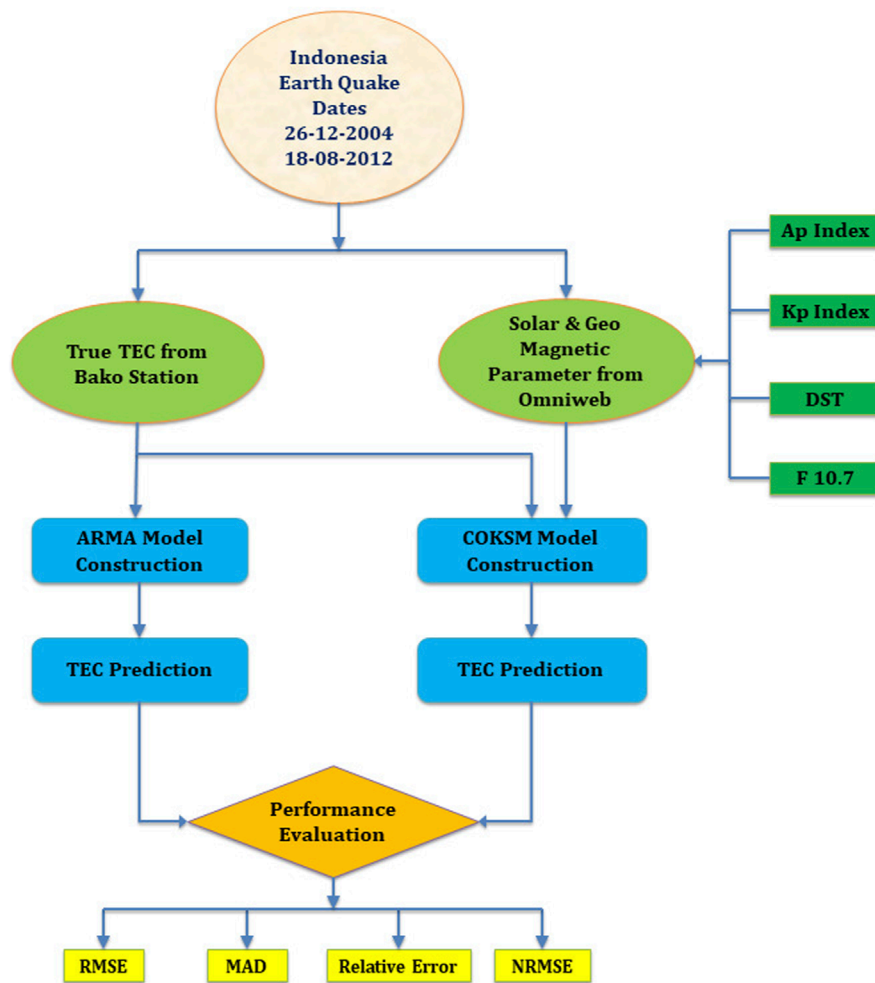 Indonesia
Earth Quake
Dates
26-12-2004
18-08-2012
Ap Index
Kp Index
DST
F 10.7
True TEC from
Bako Station
Solar & Geo
Magnetic
Parameter from
Omniweb
ARMA Model
Construction
COKSM Model
Construction
TEC Prediction
TEC Prediction
Performance
Evaluation
RMSE
MAD
Relative Error
NRMSE